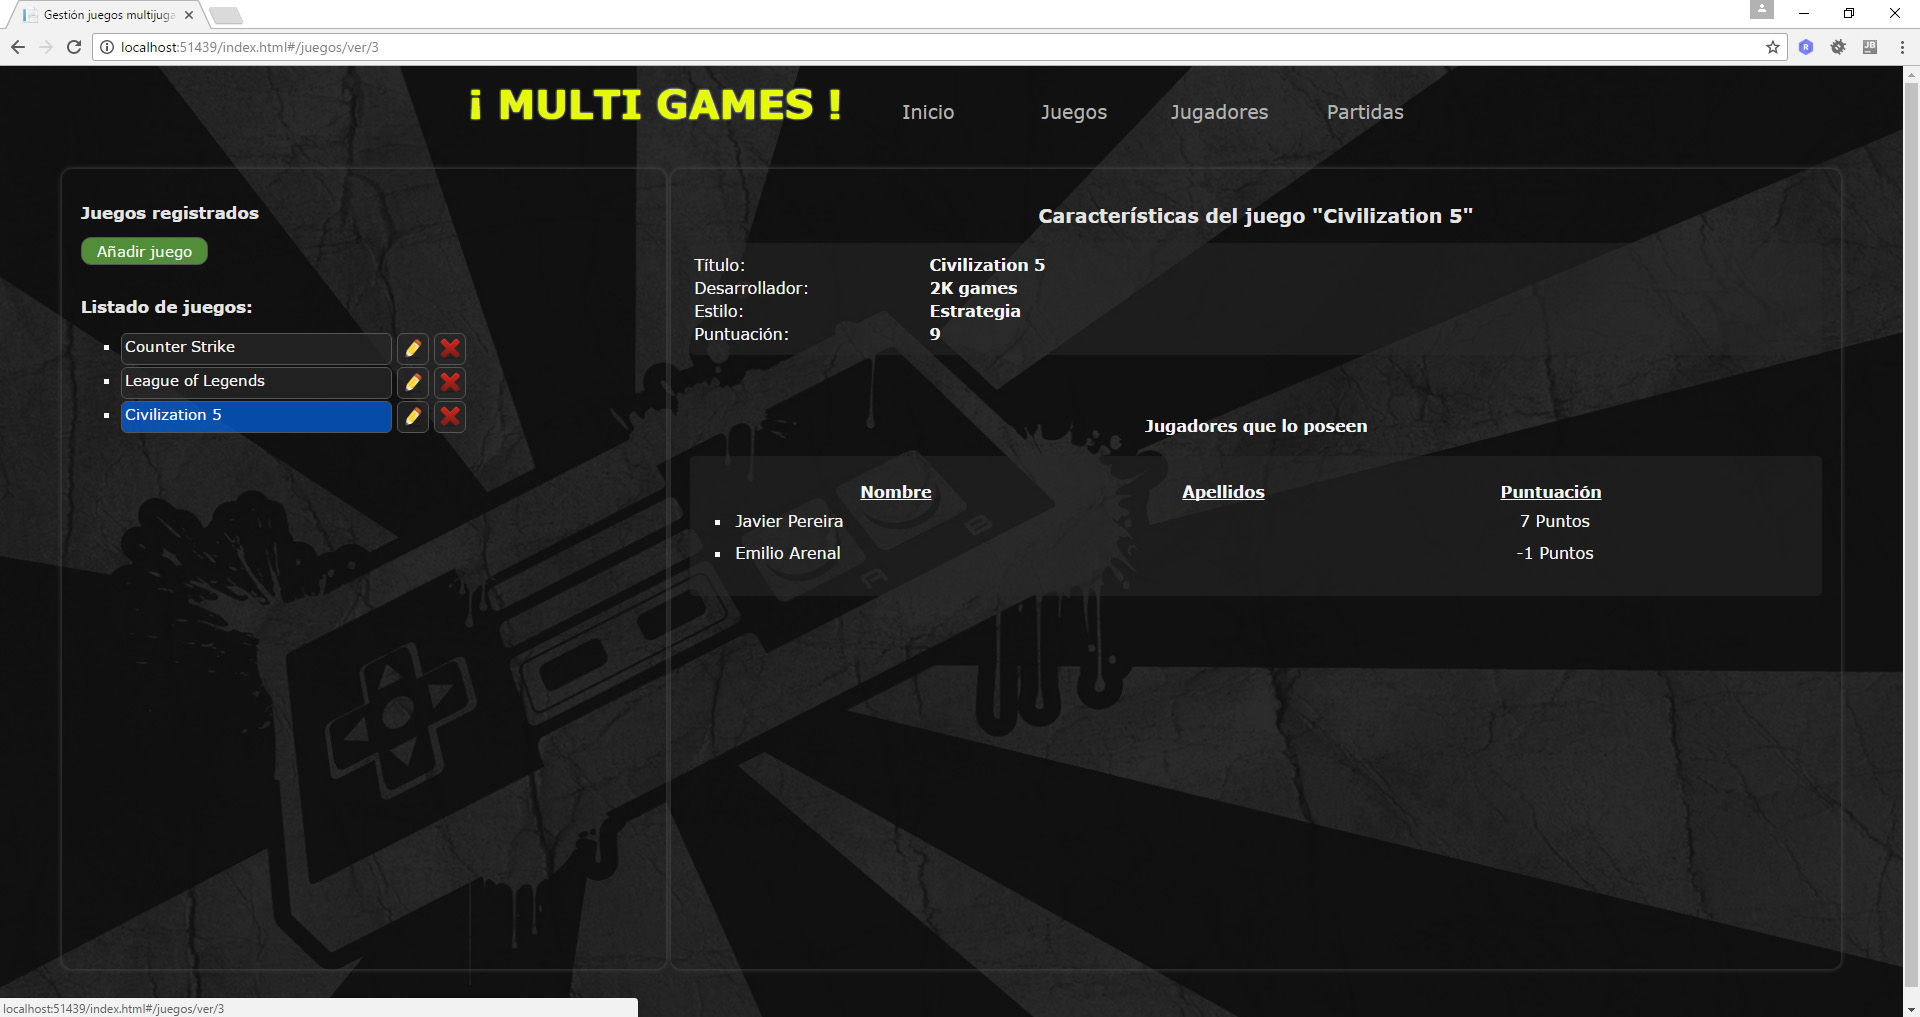 Gestión juegos multijuga
localhost:51439/index.html#/juegos/ver/3
¡ MULTI GAMES !
Inicio
Juegos
Jugadores
Partidas
Juegos registrados
Añadir juego
Listado de juegos:
Counter Strike
League of Legends
Civilization 5
Características del juego "Civilization 5"
Título: Civilization 5
Desarrollador: 2K games
Estilo: Estrategia
Puntuación: 9
Jugadores que lo poseen
Nombre Apellidos Puntuación
Javier Pereira 7 Puntos
Emilio Arenal -1 Puntos
B
A
localhost:51439/index.html#/juegos/ver/3
R
JB